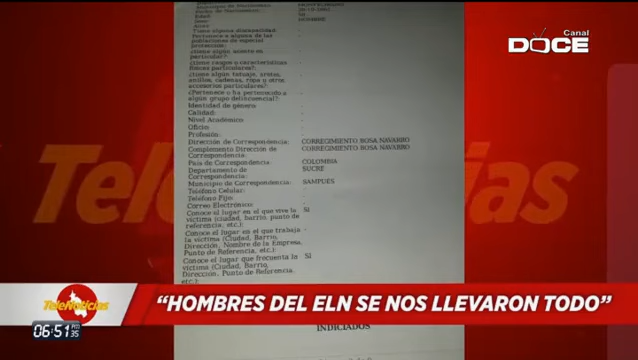 Edad:
HOMBRE
¿Tiene alguna discapacidad:
Pertenece a alguna de las
poblaciones de especial
protección:
¿tiene algún acento en
particular?:
¿tiene rasgos o características
físicas particulares?:
¿tiene algún tatuaje, aretes,
anillos, cadenas, ropa y otros
accesorios particulares?:
¿Pertenece o ha pertenecido a
algún grupo delincuencial?:
Identidad de género:
Calidad:
Nivel Académico:
Oficio:
Profesión:
Dirección de Correspondencia: CORREGIMIENTO ROSA NAVARRO
Complemento Dirección de CORREGIMIENTO ROSA NAVARRO
Correspondencia:
País de Correspondencia: COLOMBIA
Departamento de SUCRE
Correspondencia:
Municipio de Correspondencia: SAMPUES
Teléfono Celular:
Teléfono Fijo:
Correo Electrónico:
Conoce el lugar en el que vive la SI
víctima (ciudad, barrio, punto de
referencia, etc.):
Conoce el lugar en el que trabaja -
la víctima (Ciudad, Barrio,
Dirección, Nombre de la Empresa,
Punto de Referencia, etc.):
Conoce el lugar que frecuenta la SI
víctima (Ciudad, Barrio,
Dirección, Punto de Referencia,
etc.):
INDICIADOS
Canal
DOCE
TeleNoticias
TeleNoticias
"HOMBRES DEL ELN SE NOS LLEVARON TODO"
06:51 35